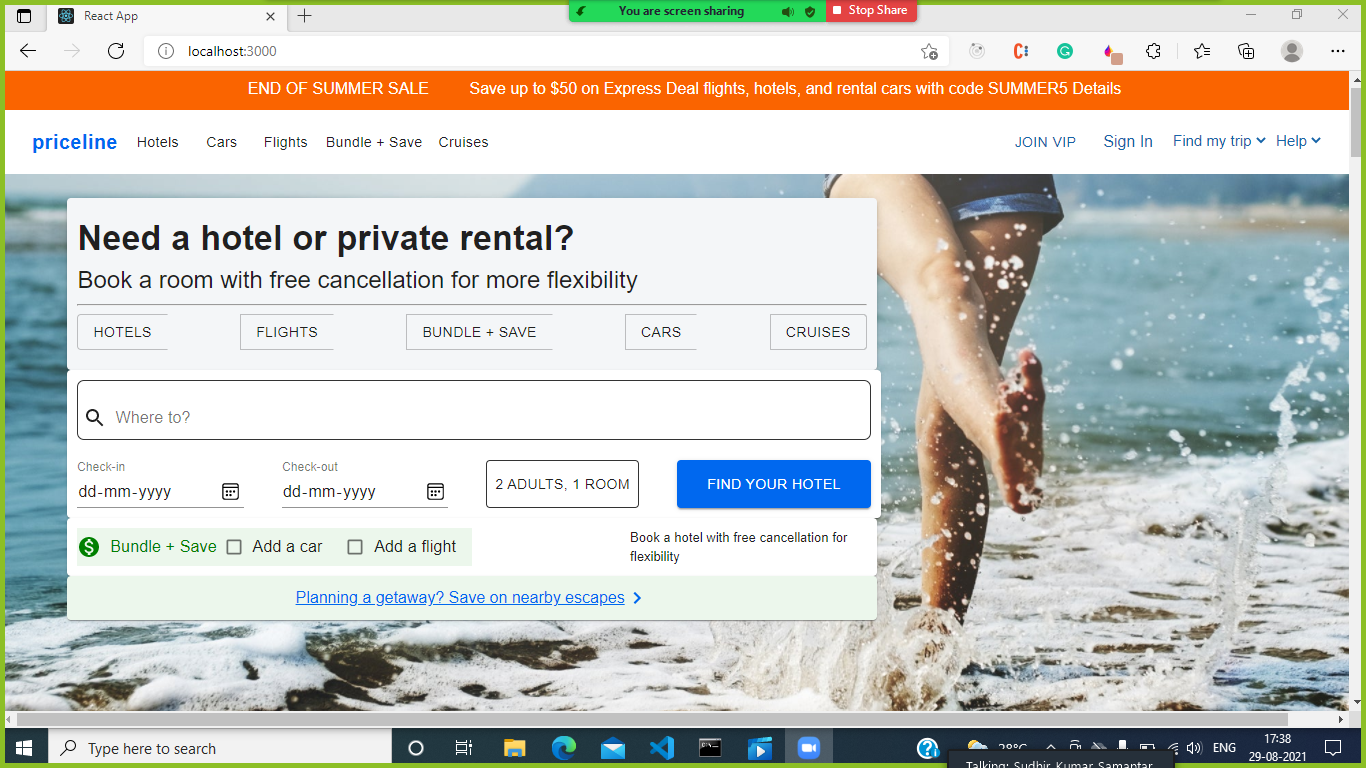 React App
You are screen sharing
Stop Share
localhost:3000
END OF SUMMER SALE Save up to $50 on Express Deal flights, hotels, and rental cars with code SUMMER5 Details
priceline Hotels Cars Flights Bundle + Save Cruises JOIN VIP Sign In Find my trip Help
Need a hotel or private rental?
Book a room with free cancellation for more flexibility
HOTELS FLIGHTS BUNDLE + SAVE CARS CRUISES
Where to?
Check-in Check-out
dd-mm-yyyy dd-mm-yyyy 2 ADULTS, 1 ROOM FIND YOUR HOTEL
Bundle + Save Add a car Add a flight
Book a hotel with free cancellation for
flexibility
Planning a getaway? Save on nearby escapes
Type here to search
28°C ENG
17:38
29-08-2021
Talking: Sudhir Kumar Samantar